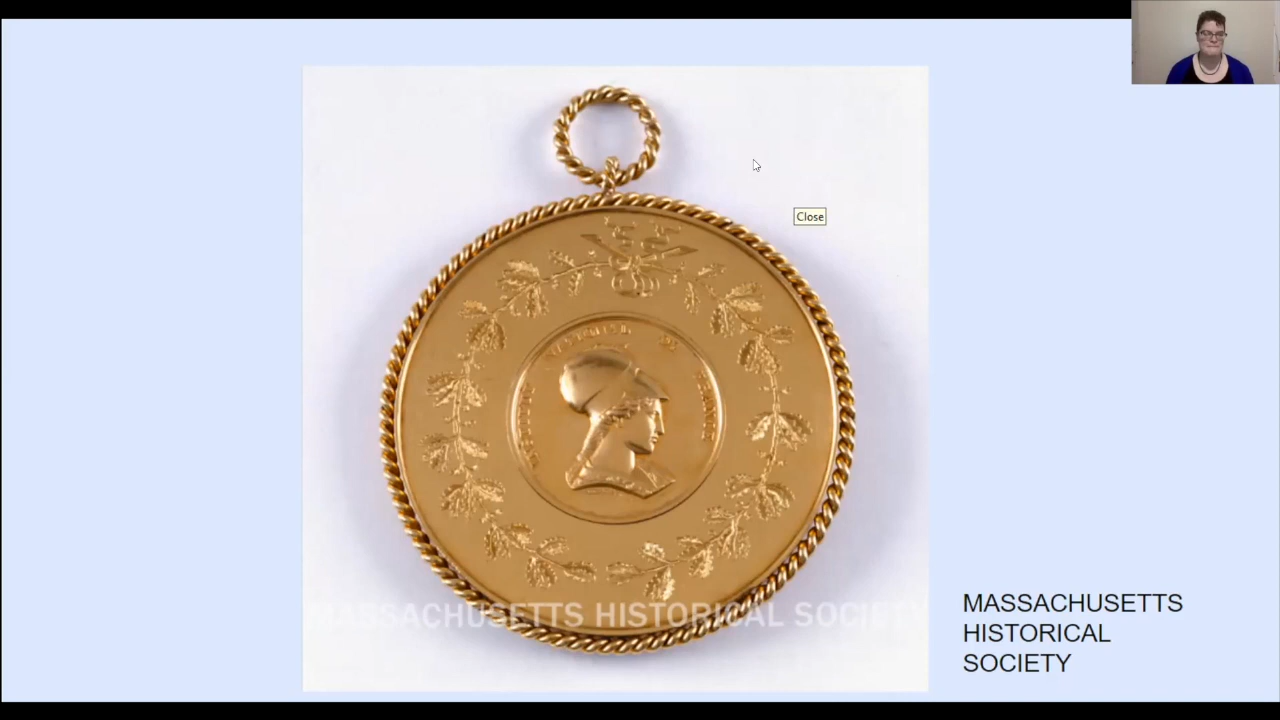 Close
MASSACHUSETTS HISTORICAL SOCIETY
MASSACHUSETTS
HISTORICAL
SOCIETY